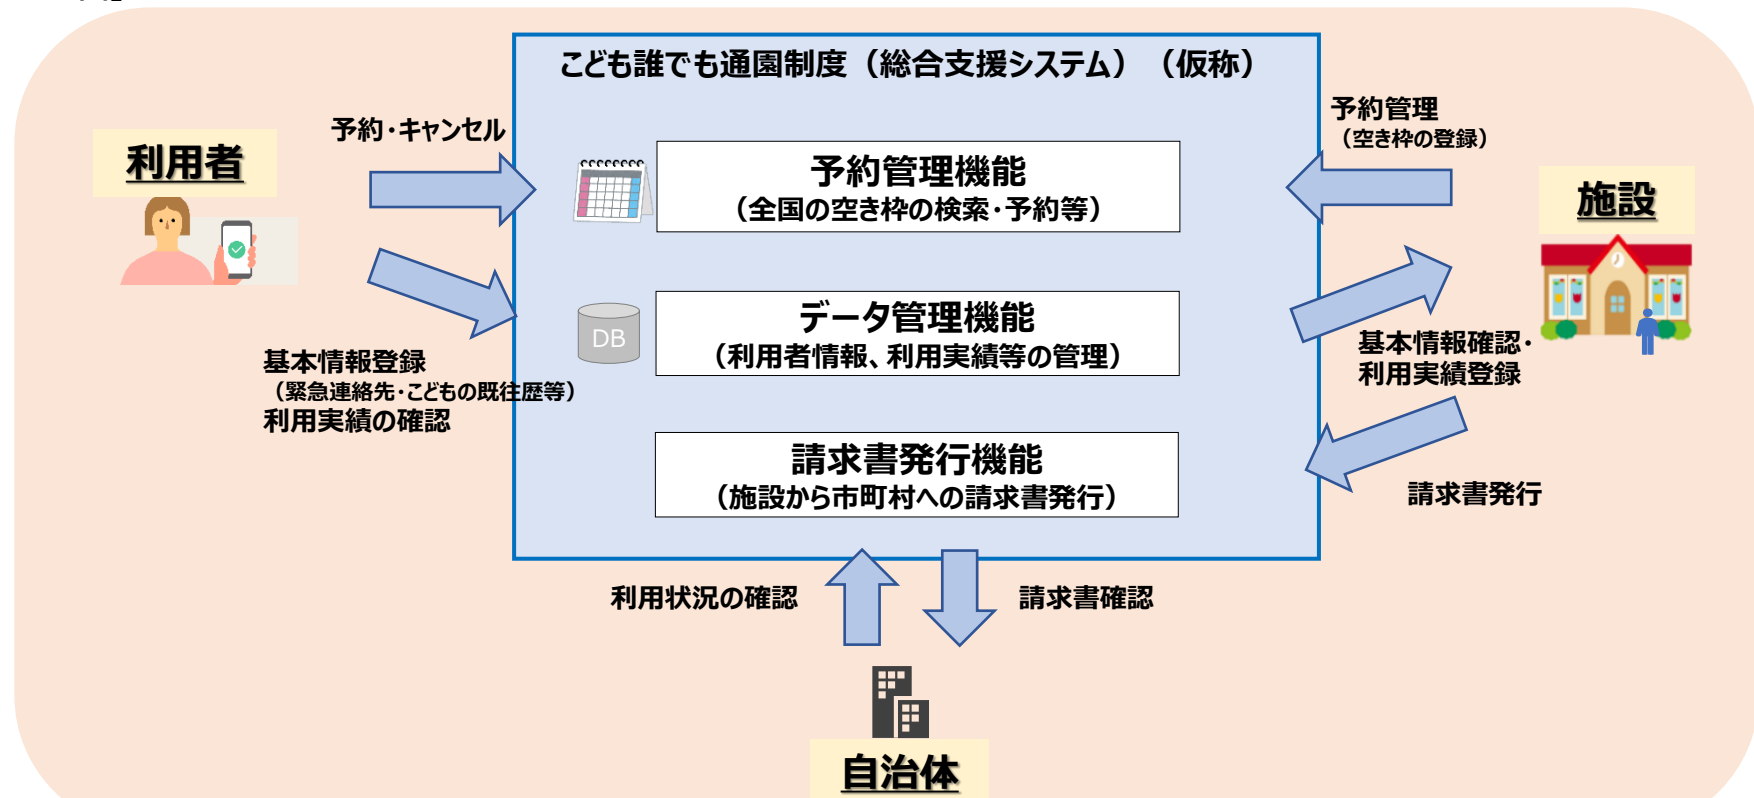 こども誰でも通園制度（総合支援システム）（仮称）
利用者
予約・キャンセル
予約管理機能
（全国の空き枠の検索・予約等）
予約管理
（空き枠の登録）
施設
DB
データ管理機能
（利用者情報、利用実績等の管理）
基本情報登録
（緊急連絡先・こどもの既往歴等）
利用実績の確認
基本情報確認・
利用実績登録
請求書発行機能
（施設から市町村への請求書発行）
請求書発行
利用状況の確認
請求書確認
自治体